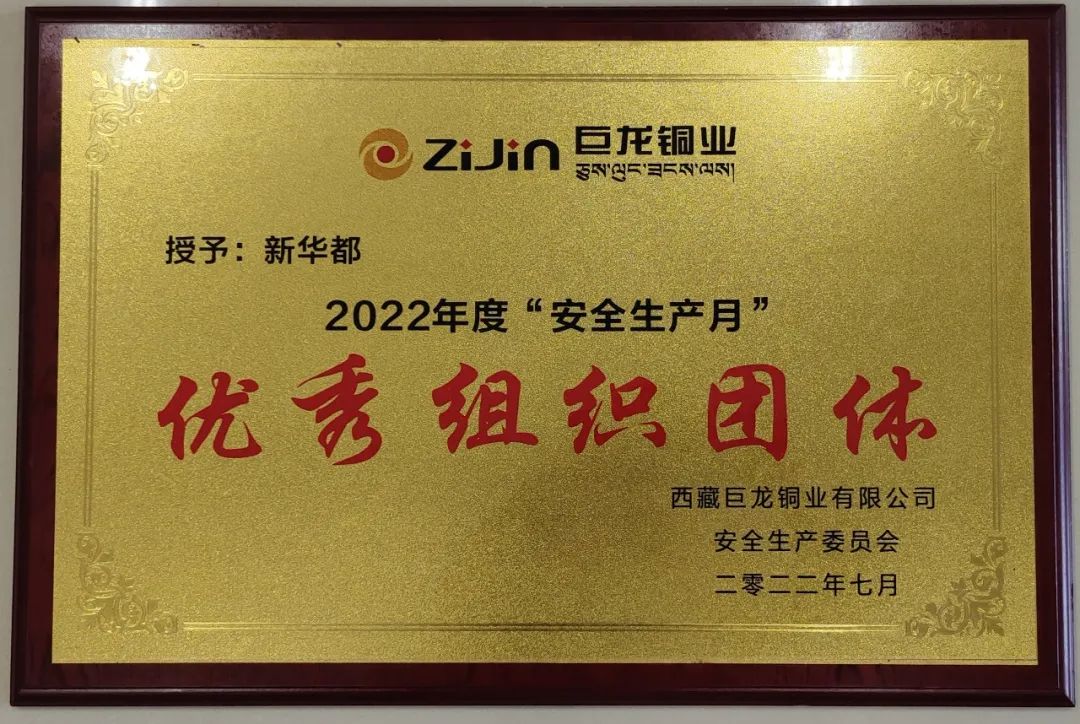 ZiJin 巨龙铜业
授予：新华都
2022年度“安全生产月”
优秀组织团体
西藏巨龙铜业有限公司
安全生产委员会
二零二二年七月